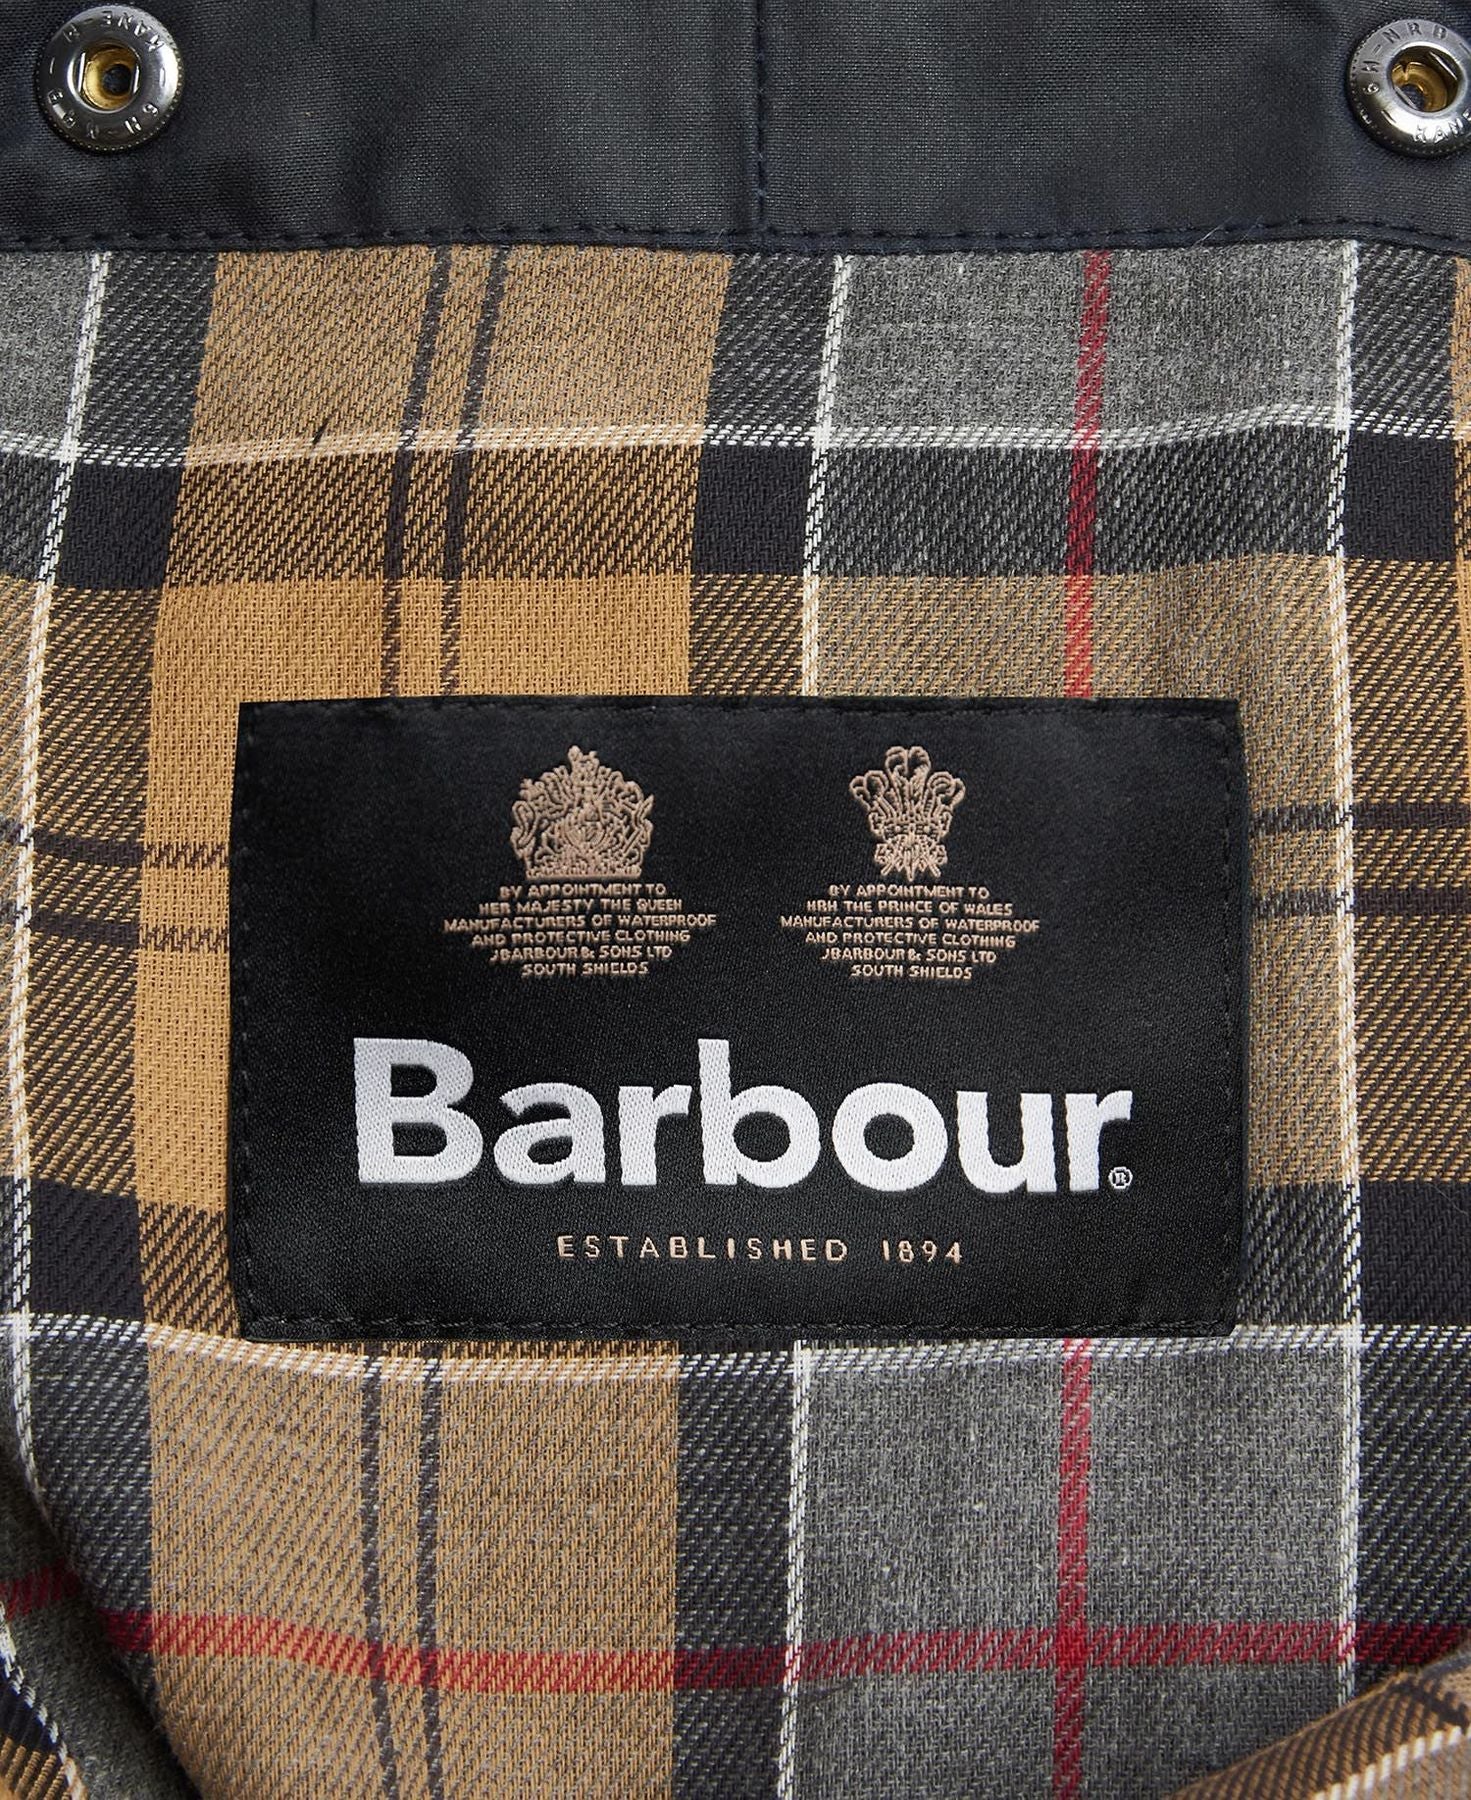 BY APPOINTMENT TO
HER MAJESTY THE QUEEN
MANUFACTURERS OF WATERPROOF
AND PROTECTIVE CLOTHING
J BARBOUR & SONS LTD
SOUTH SHIELDS
BY APPOINTMENT TO
HRH THE PRINCE OF WALES
MANUFACTURERS OF WATERPROOF
AND PROTECTIVE CLOTHING
J BARBOUR & SONS LTD
SOUTH SHIELDS
Barbour®
ESTABLISHED 1894